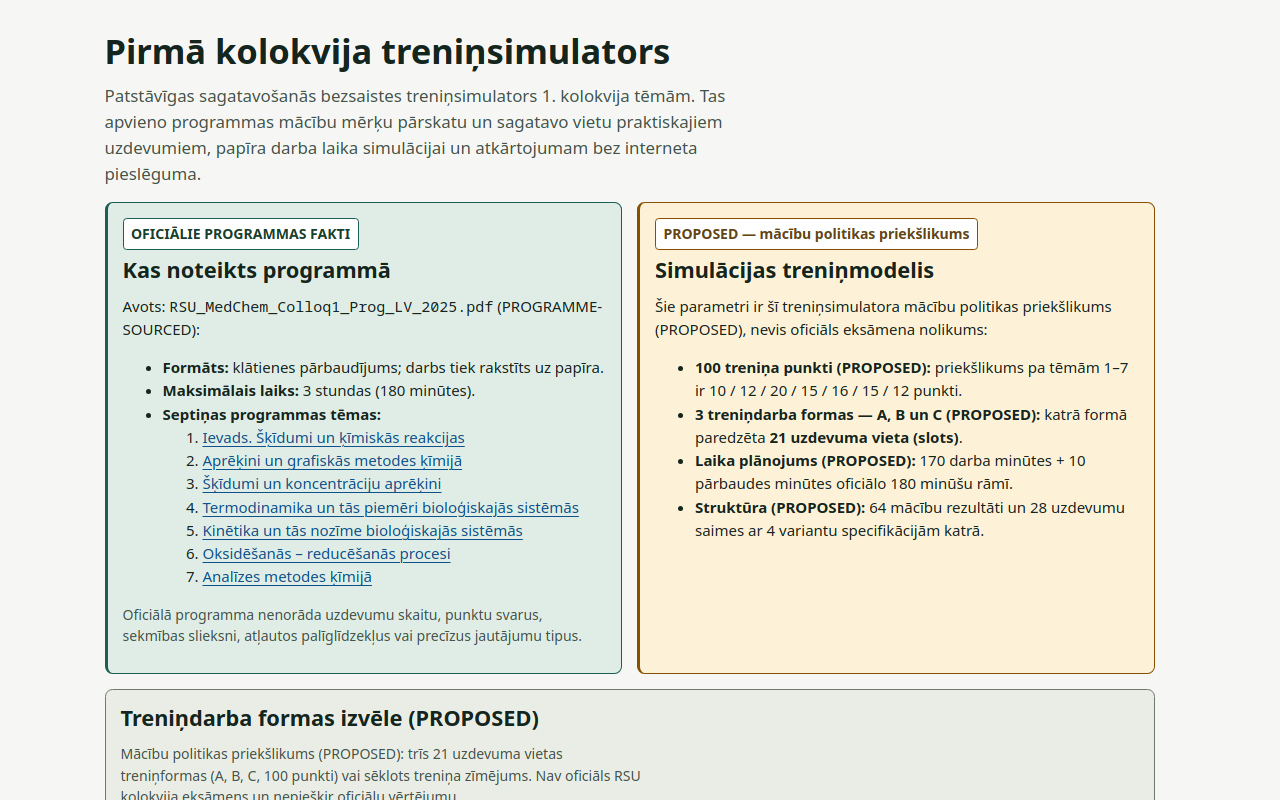 Pirmā kolokvija treniņsimulators
Patstāvīgas sagatavošanās bezsaistes treniņsimulators 1. kolokvija tēmām. Tas
apvieno programmas mācību mērķu pārskatu un sagatavo vietu praktiskajiem
uzdevumiem, papīra darba laika simulācijai un atkārtojumam bez interneta
pieslēguma.
OFICIĀLIE PROGRAMMAS FAKTI
Kas noteikts programmā
Avots: RSU_MedChem_Colloq1_Prog_LV_2025.pdf (PROGRAMME-
SOURCED):
• Formāts: klātienes pārbaudījums; darbs tiek rakstīts uz papīra.
• Maksimālais laiks: 3 stundas (180 minūtes).
• Septiņas programmas tēmas:
1. Ievads. Šķīdumi un ķīmiskās reakcijas
2. Aprēķini un grafiskās metodes ķīmijā
3. Šķīdumi un koncentrāciju aprēķini
4. Termodinamika un tās piemēri bioloģiskajās sistēmās
5. Kinētika un tās nozīme bioloģiskajās sistēmās
6. Oksidēšanās – reducēšanās procesi
7. Analīzes metodes ķīmijā
Oficiālā programma nenorāda uzdevumu skaitu, punktu svarus,
sekmības slieksni, atļautos palīglīdzekļus vai precīzus jautājumu tipus.
PROPOSED — mācību politikas priekšlikums
Simulācijas treniņmodelis
Šie parametri ir šī treniņsimulatora mācību politikas priekšlikums
(PROPOSED), nevis oficiāls eksāmena nolikums:
• 100 treniņa punkti (PROPOSED): priekšlikums pa tēmām 1–7
ir 10 / 12 / 20 / 15 / 16 / 15 / 12 punkti.
• 3 treniņdarba formas — A, B un C (PROPOSED): katrā formā
paredzēta 21 uzdevuma vieta (slots).
• Laika plānojums (PROPOSED): 170 darba minūtes + 10
pārbaudes minūtes oficiālo 180 minūšu rāmī.
• Struktūra (PROPOSED): 64 mācību rezultāti un 28 uzdevumu
saimes ar 4 variantu specifikācijām katrā.
Treniņdarba formas izvēle (PROPOSED)
Mācību politikas priekšlikums (PROPOSED): trīs 21 uzdevuma vietas
treniņformas (A, B, C, 100 punkti) vai sēklots treniņa zīmējums. Nav oficiāls RSU
kolokvija eksāmens un nepiešķir oficiālu vērtējumu.